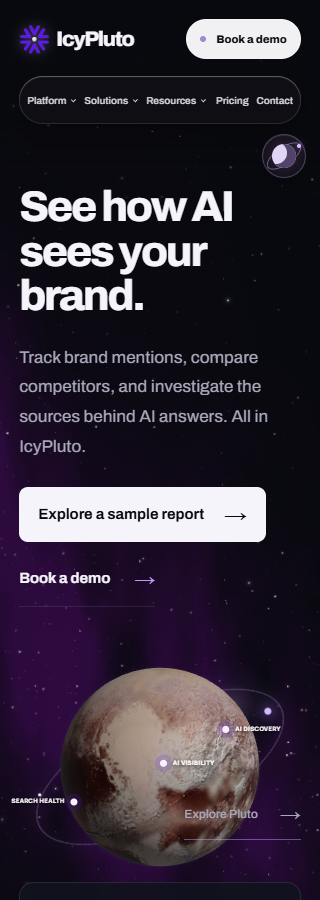 IcyPluto
Book a demo
Platform Solutions Resources Pricing Contact
See how AI
sees your
brand.
Track brand mentions, compare
competitors, and investigate the
sources behind AI answers. All in
IcyPluto.
Explore a sample report →
Book a demo →
AI DISCOVERY
AI VISIBILITY
SEARCH HEALTH
Explore Pluto →